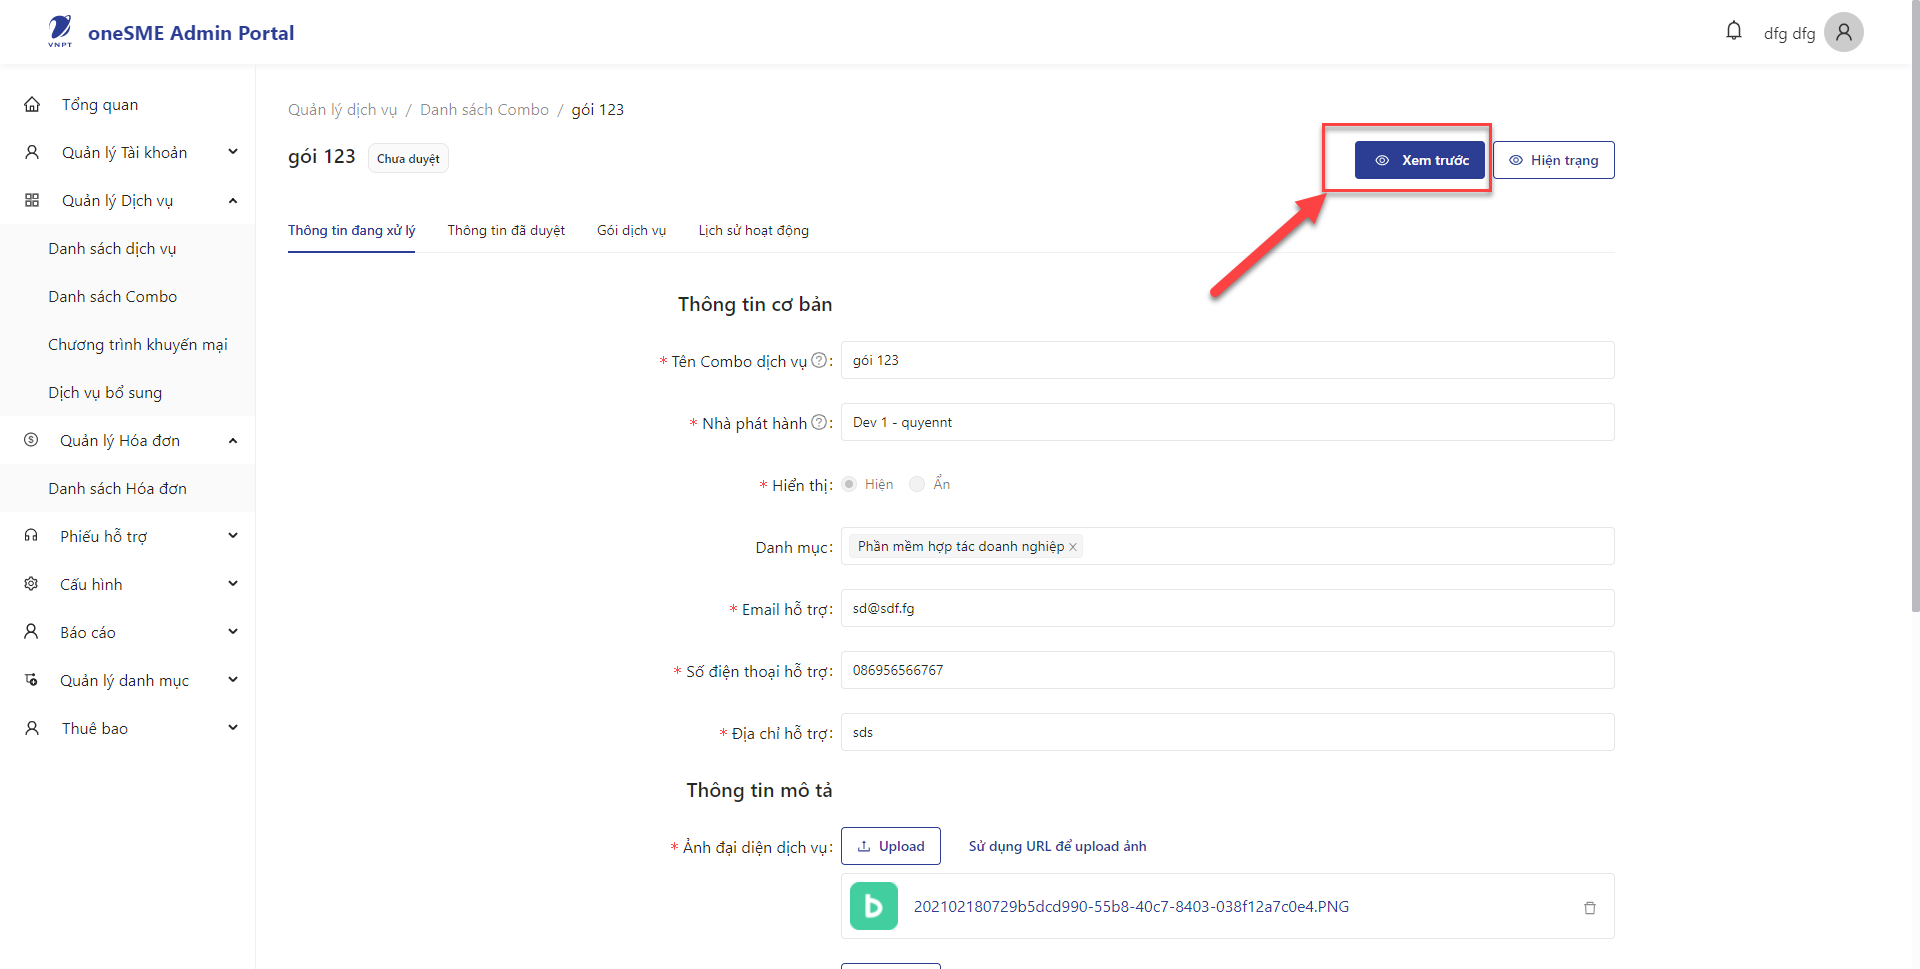 VNPT
oneSME Admin Portal
dfg dfg
Tổng quan
Quản lý Tài khoản
Quản lý Dịch vụ
Danh sách dịch vụ
Danh sách Combo
Chương trình khuyến mại
Dịch vụ bổ sung
Quản lý Hóa đơn
Danh sách Hóa đơn
Phiếu hỗ trợ
Cấu hình
Báo cáo
Quản lý danh mục
Thuê bao
Quản lý dịch vụ / Danh sách Combo / gói 123
gói 123 Chưa duyệt
Xem trước
Hiện trạng
Thông tin đang xử lý Thông tin đã duyệt Gói dịch vụ Lịch sử hoạt động
Thông tin cơ bản
* Tên Combo dịch vụ ? : gói 123
* Nhà phát hành ? : Dev 1 - quyennt
* Hiển thị: Hiện Ẩn
Danh mục: Phần mềm hợp tác doanh nghiệp ×
* Email hỗ trợ: sd@sdf.fg
* Số điện thoại hỗ trợ: 086956566767
* Địa chỉ hỗ trợ: sds
Thông tin mô tả
* Ảnh đại diện dịch vụ: Upload Sử dụng URL để upload ảnh
b 202102180729b5dcd990-55b8-40c7-8403-038f12a7c0e4.PNG